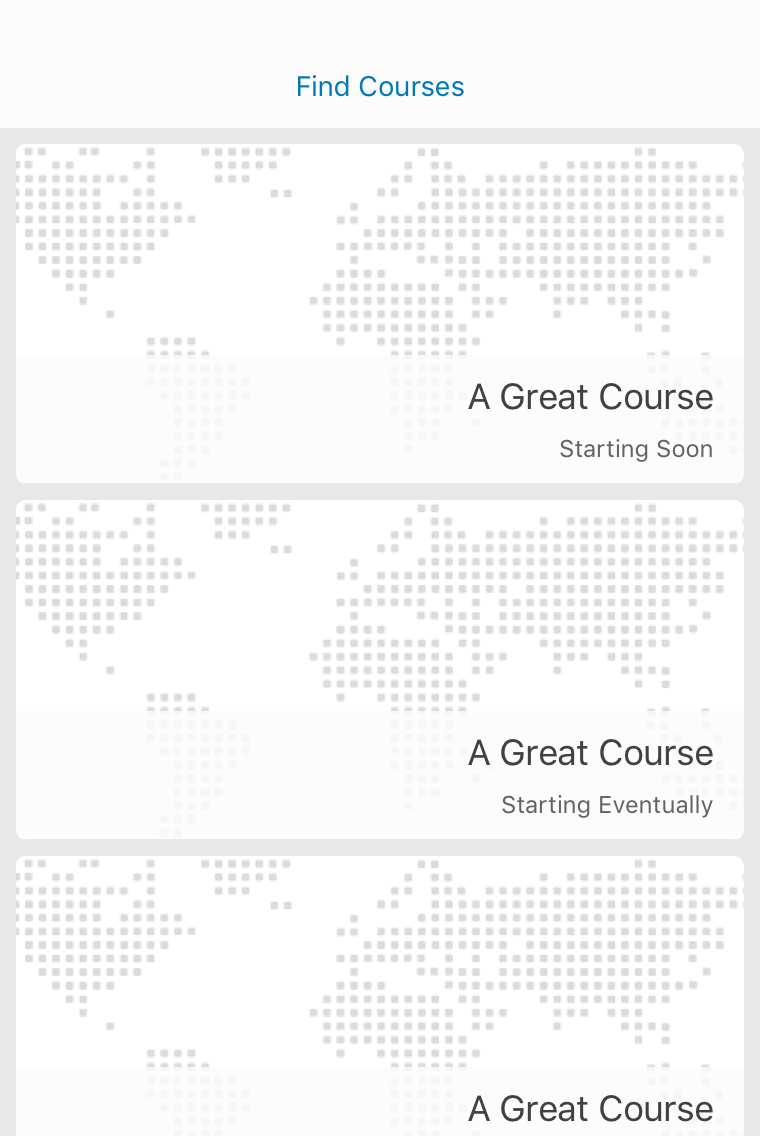 Find Courses
A Great Course
Starting Soon
A Great Course
Starting Eventually
A Great Course